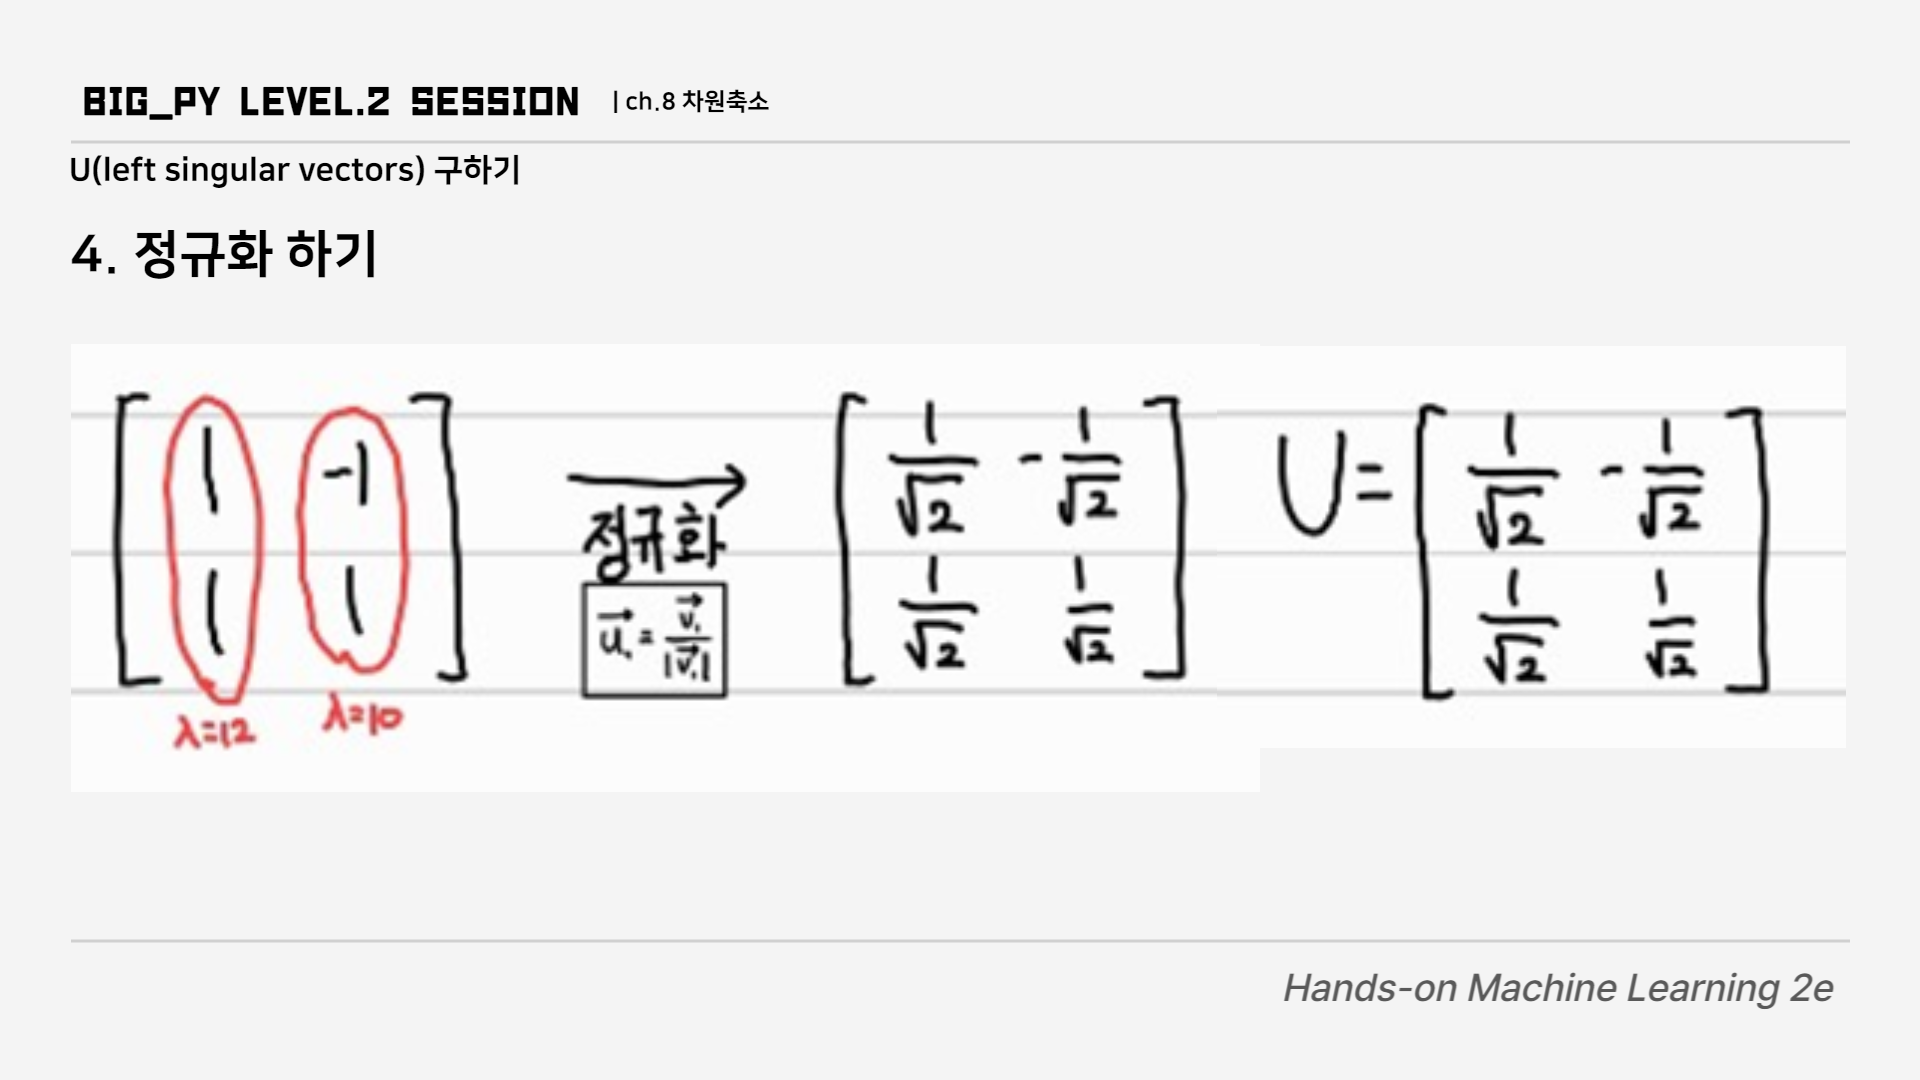 BIG_PY LEVEL.2 SESSION | ch.8 차원축소
U(left singular vectors) 구하기
4. 정규화 하기
[ 1 -1
1 1 ]
λ=12 λ=10
정규화
u₁ = v₁ / |v₁|
[ 1/√2 -1/√2
1/√2 1/√2 ]
U = [ 1/√2 -1/√2
1/√2 1/√2 ]
Hands-on Machine Learning 2e